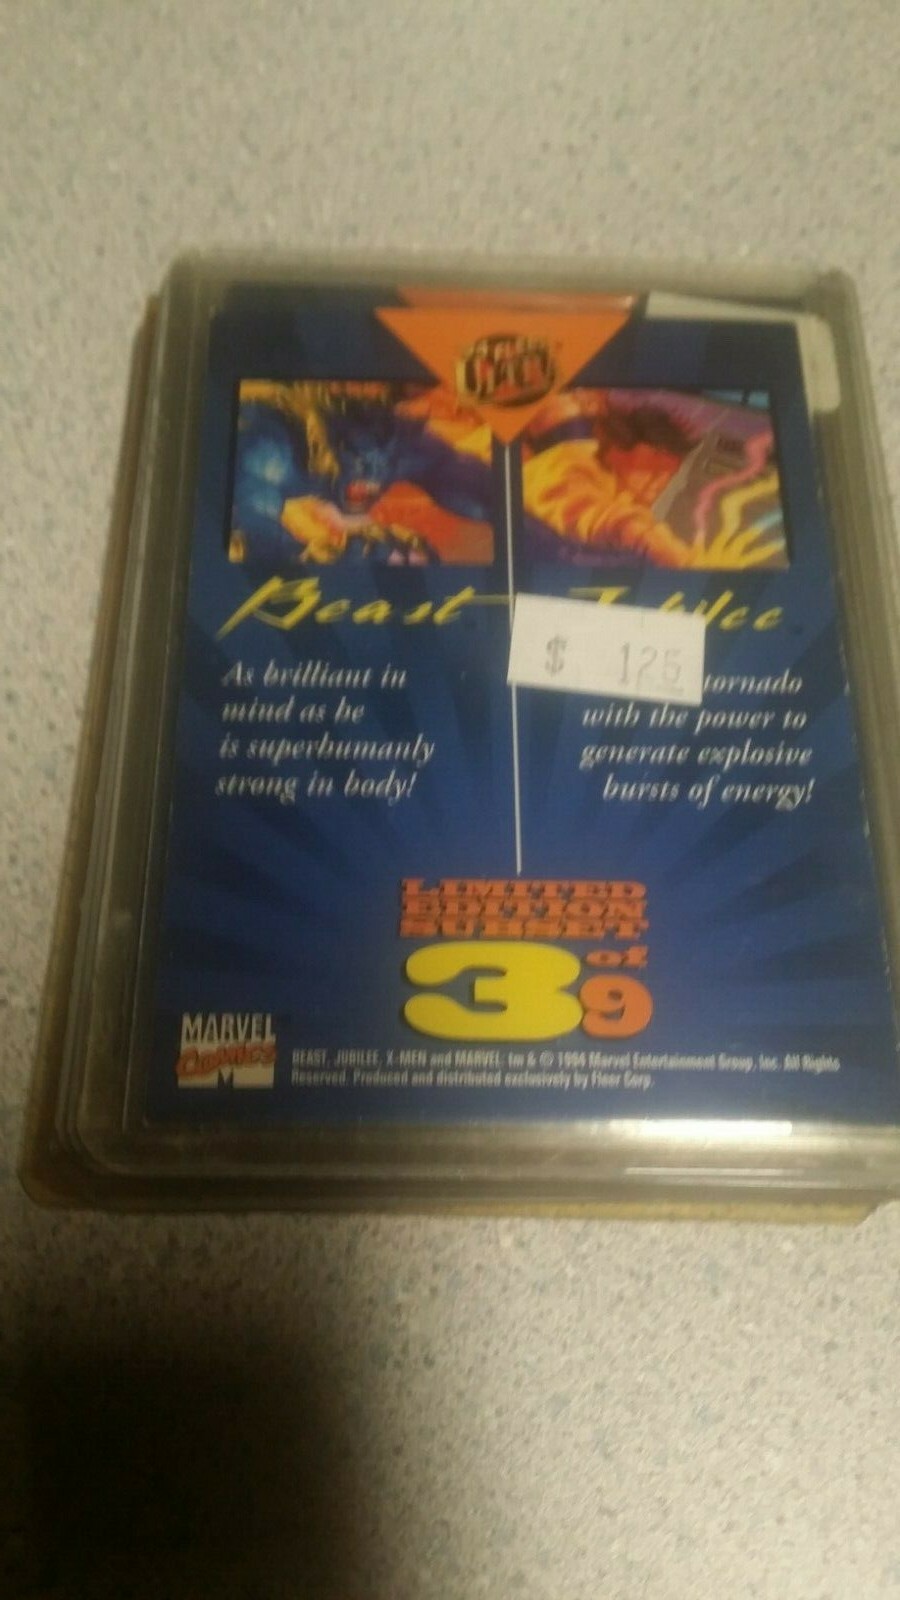 Beast
As brilliant in
mind as he
is superhumanly
strong in body!
$ 125
tornado
with the power to
generate explosive
bursts of energy!
LIMITED
EDITION
SUBSET
3 of 9
MARVEL
COMICS
BEAST, JUBILEE, X-MEN and MARVEL: tm & © 1994 Marvel Entertainment Group, Inc. All Rights
Reserved. Produced and distributed exclusively by Fleer Corp.